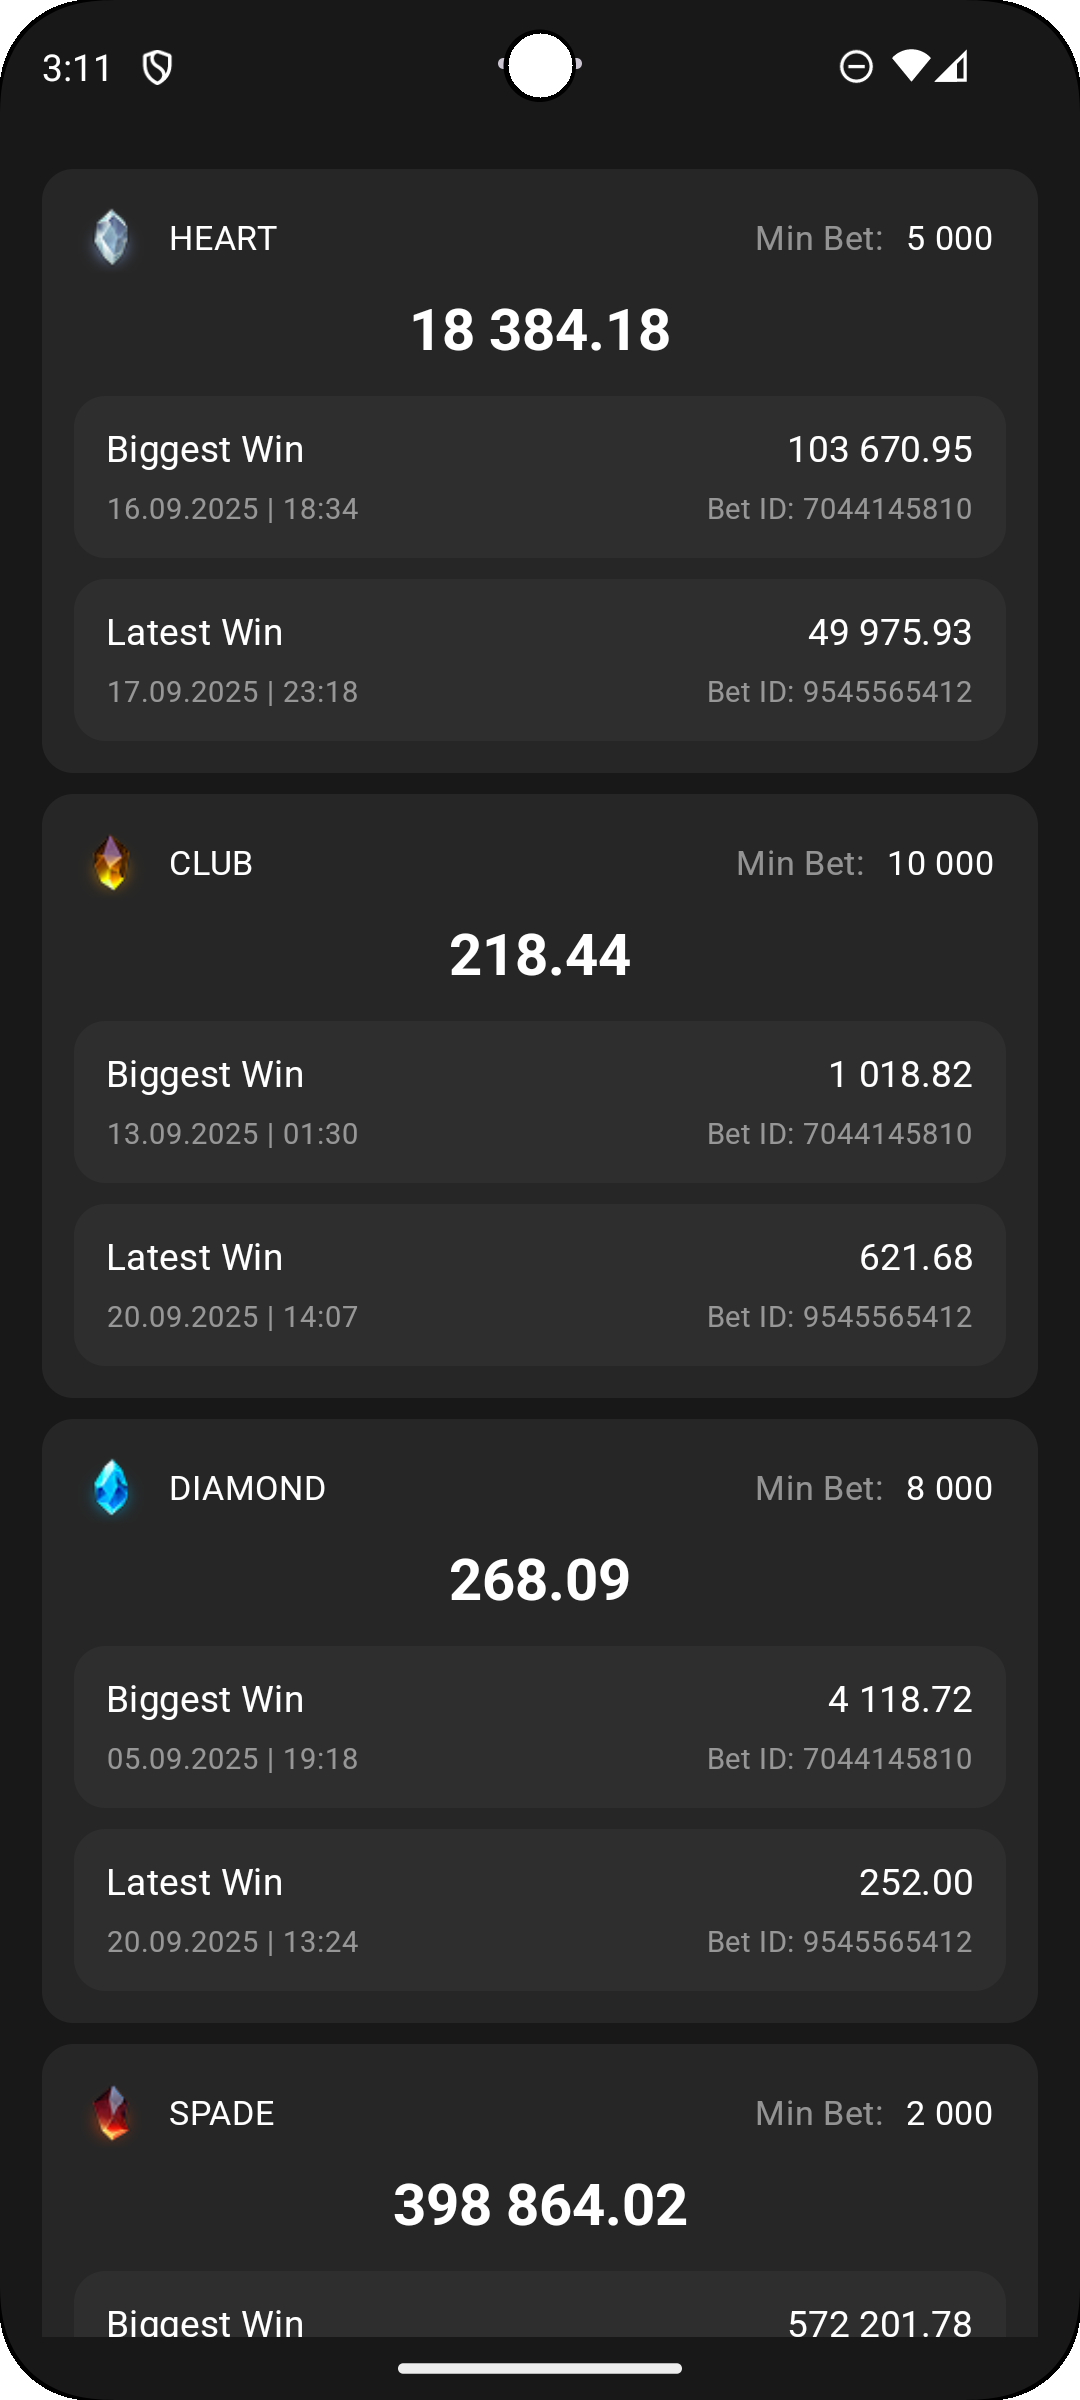 3:11
HEART Min Bet: 5 000
18 384.18
Biggest Win 103 670.95
16.09.2025 | 18:34 Bet ID: 7044145810
Latest Win 49 975.93
17.09.2025 | 23:18 Bet ID: 9545565412
CLUB Min Bet: 10 000
218.44
Biggest Win 1 018.82
13.09.2025 | 01:30 Bet ID: 7044145810
Latest Win 621.68
20.09.2025 | 14:07 Bet ID: 9545565412
DIAMOND Min Bet: 8 000
268.09
Biggest Win 4 118.72
05.09.2025 | 19:18 Bet ID: 7044145810
Latest Win 252.00
20.09.2025 | 13:24 Bet ID: 9545565412
SPADE Min Bet: 2 000
398 864.02
Biggest Win 572 201.78